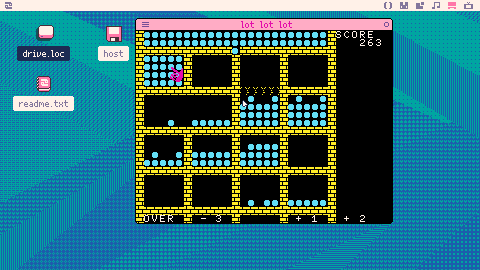 lot lot lot
SCORE
263
drive.loc
host
readme.txt
OVER - 3 + 1 + 2